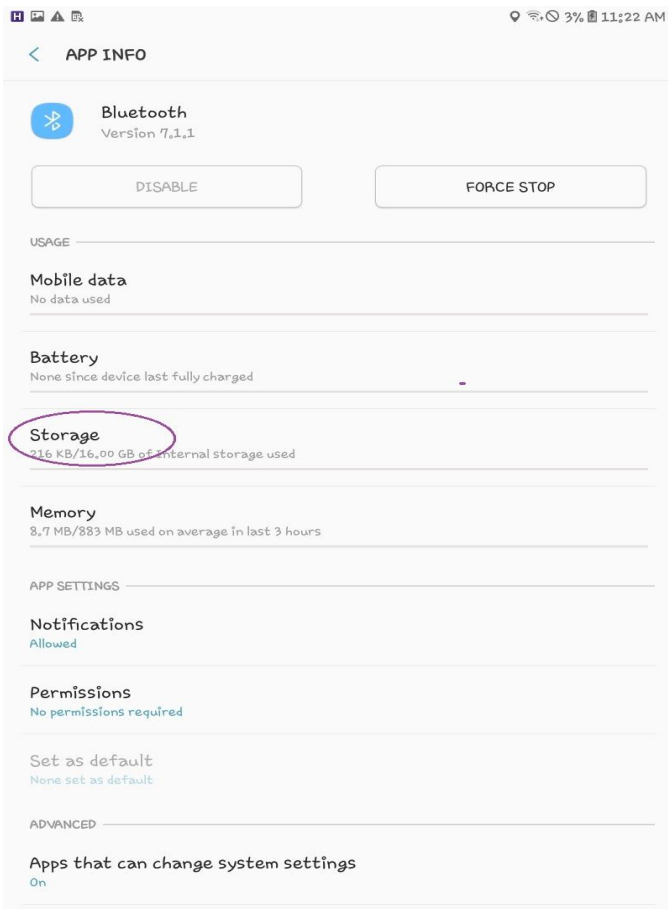 H 3% 11:22 AM
< APP INFO
Bluetooth
Version 7.1.1
DISABLE FORCE STOP
USAGE
Mobile data
No data used
Battery
None since device last fully charged
Storage
216 KB/16.00 GB of Internal storage used
Memory
8.7 MB/883 MB used on average in last 3 hours
APP SETTINGS
Notifications
Allowed
Permissions
No permissions required
Set as default
None set as default
ADVANCED
Apps that can change system settings
On